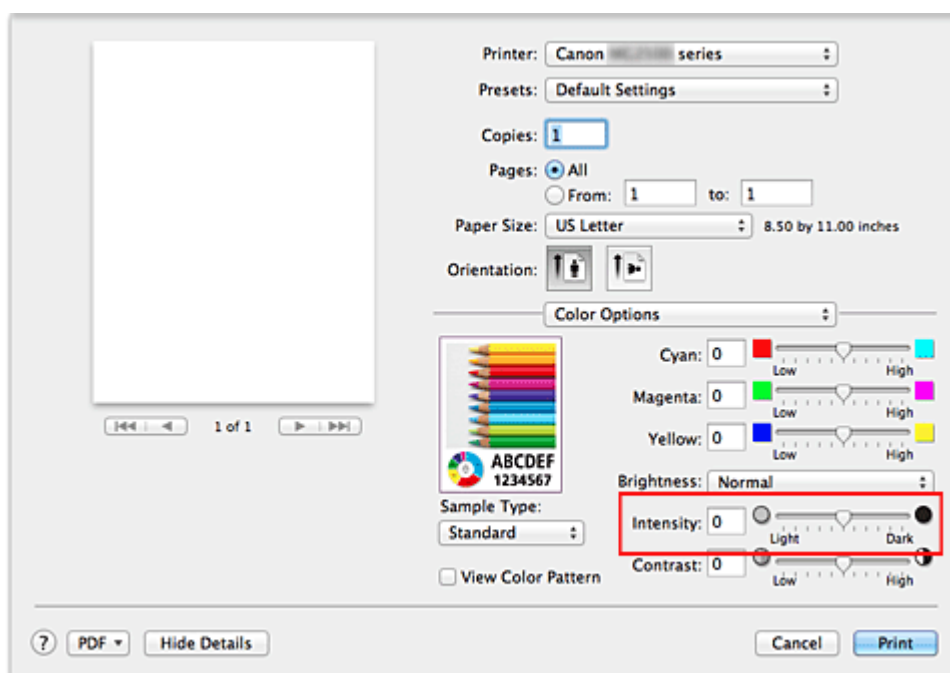 Printer: Canon series
Presets: Default Settings
Copies: 1
Pages: All
From: 1 to: 1
Paper Size: US Letter 8.50 by 11.00 inches
Orientation:
Color Options
Cyan: 0
Low High
Magenta: 0
Low High
Yellow: 0
Low High
1 of 1
ABCDEF
1234567
Brightness: Normal
Sample Type:
Standard
Intensity: 0
Light Dark
Contrast: 0
Low High
View Color Pattern
? PDF Hide Details Cancel Print